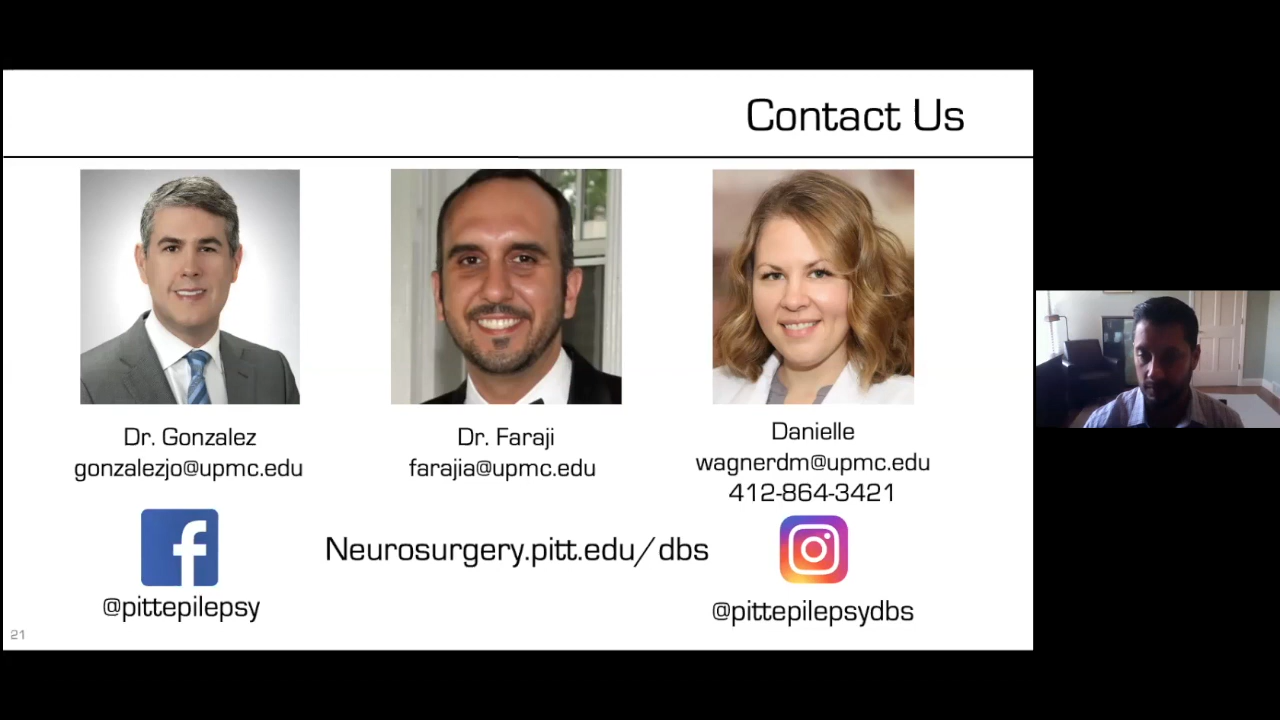 Contact Us
Dr. Gonzalez
gonzalezjo@upmc.edu
Dr. Faraji
farajia@upmc.edu
Danielle
wagnerdm@upmc.edu
412-864-3421
Neurosurgery.pitt.edu/dbs
@pittepilepsy
@pittepilepsydbs
21